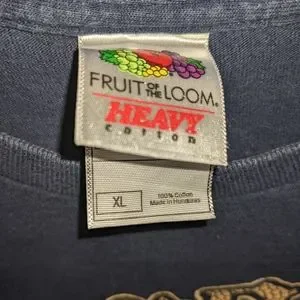 FRUIT OF THE LOOM®
HEAVY
cotton
XL
100% Cotton
Made in Honduras